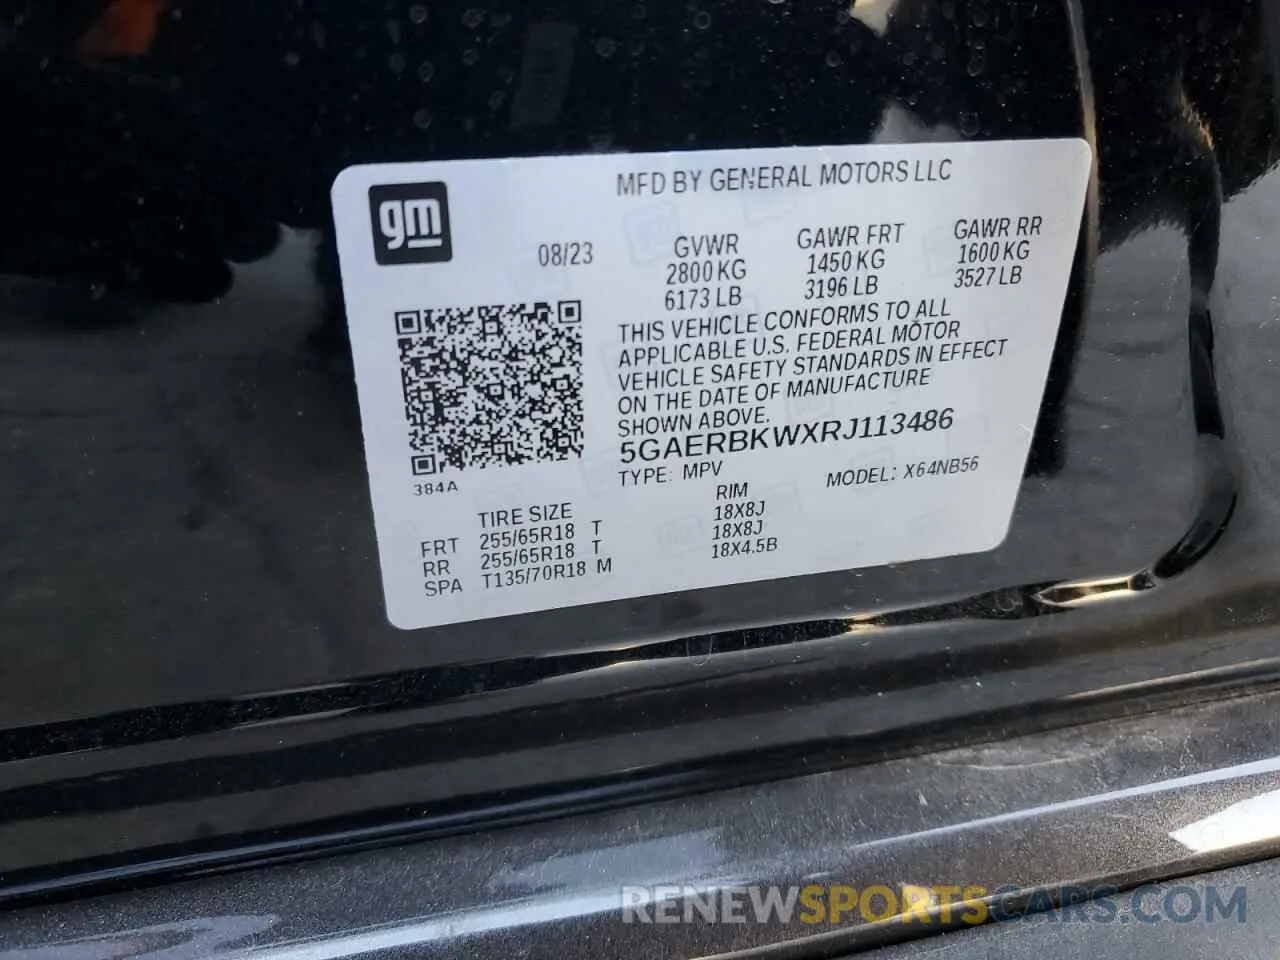 gm
MFD BY GENERAL MOTORS LLC
08/23
GVWR GAWR FRT GAWR RR
2800 KG 1450 KG 1600 KG
6173 LB 3196 LB 3527 LB
THIS VEHICLE CONFORMS TO ALL
APPLICABLE U.S. FEDERAL MOTOR
VEHICLE SAFETY STANDARDS IN EFFECT
ON THE DATE OF MANUFACTURE
SHOWN ABOVE.
5GAERBKWXRJ113486
TYPE: MPV MODEL: X64NB56
384A
TIRE SIZE RIM
FRT 255/65R18 T 18X8J
RR 255/65R18 T 18X8J
SPA T135/70R18 M 18X4.5B
RENEWSPORTSCARS.COM